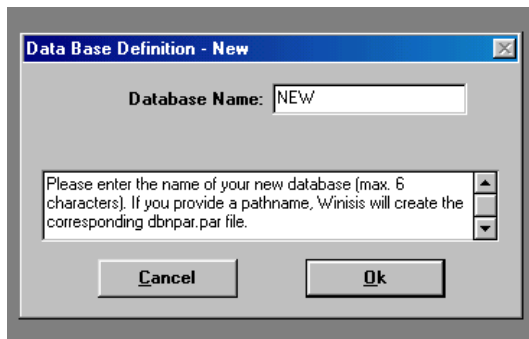 Data Base Definition - New
Database Name: NEW
Please enter the name of your new database (max. 6
characters). If you provide a pathname, Winisis will create the
corresponding dbnpar.par file.
Cancel Ok